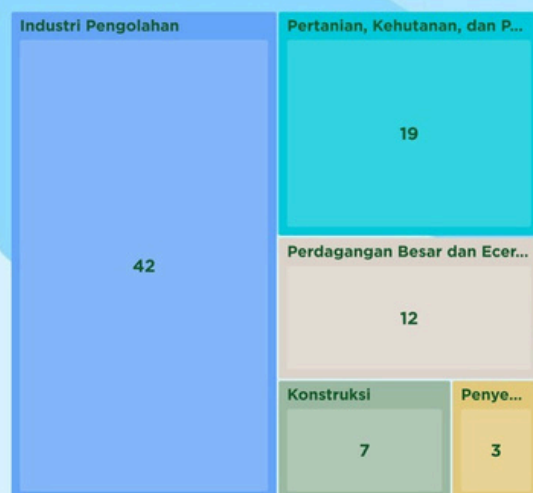 Industri Pengolahan
42
Pertanian, Kehutanan, dan P...
19
Perdagangan Besar dan Ecer...
12
Konstruksi
7
Penye...
3